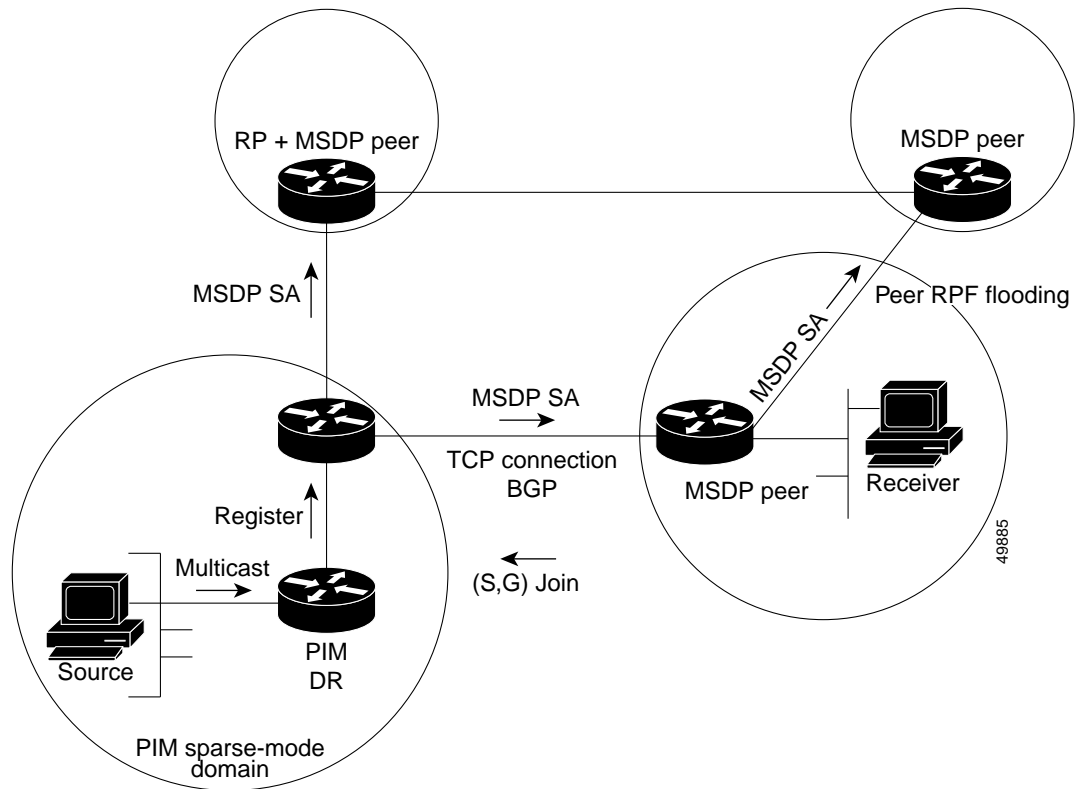 RP + MSDP peer
MSDP peer
MSDP SA
Peer RPF flooding
MSDP SA
MSDP SA
TCP connection
BGP
MSDP peer
Receiver
Register
49885
Multicast
(S,G) Join
Source
PIM
DR
PIM sparse-mode
domain